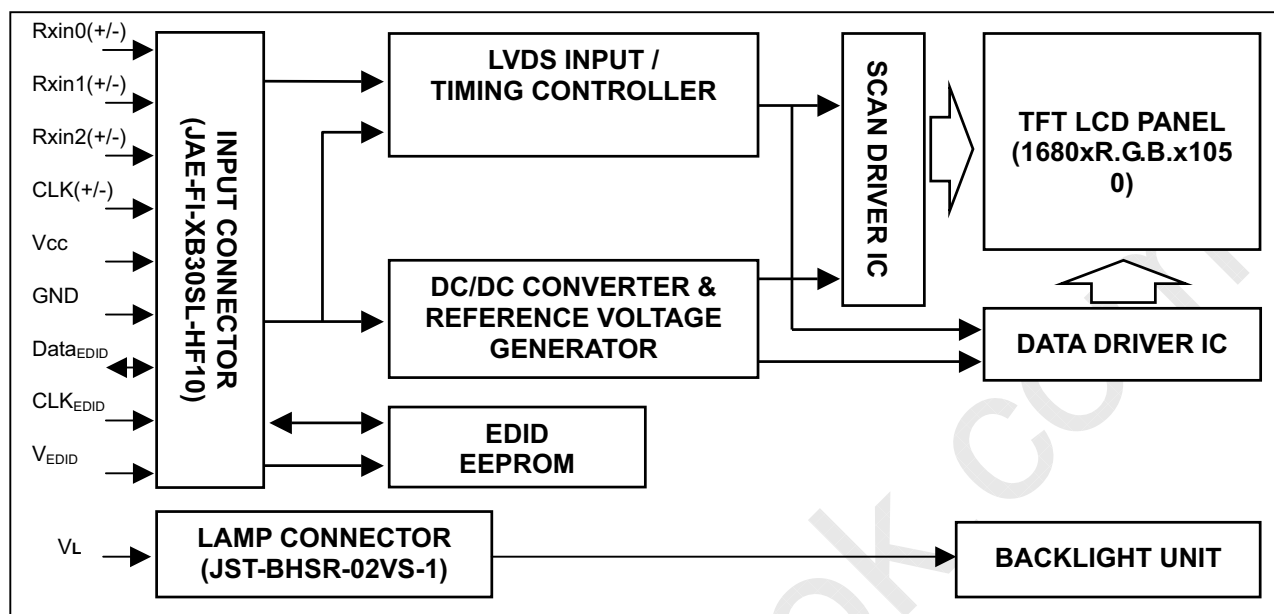 Rxin0(+/-)
Rxin1(+/-)
Rxin2(+/-)
CLK(+/-)
Vcc
GND
DataEDID
CLKEDID
VEDID
INPUT CONNECTOR
(JAE-FI-XB30SL-HF10)
LVDS INPUT /
TIMING CONTROLLER
DC/DC CONVERTER &
REFERENCE VOLTAGE
GENERATOR
EDID
EEPROM
SCAN DRIVER IC
TFT LCD PANEL
(1680xR.G.B.x105
0)
DATA DRIVER IC
VL
LAMP CONNECTOR
(JST-BHSR-02VS-1)
BACKLIGHT UNIT